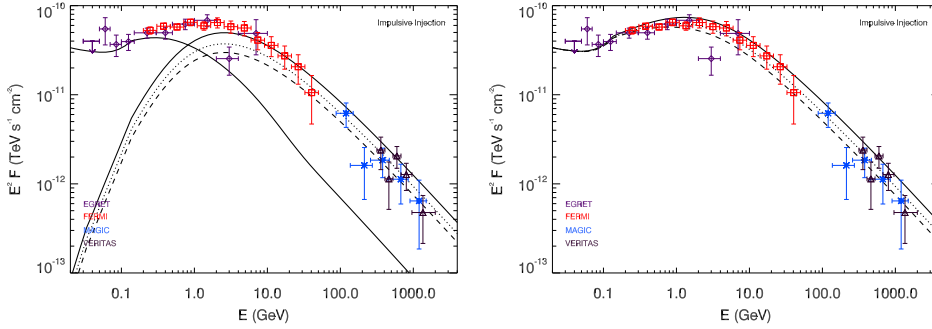 10⁻¹⁰
Impulsive Injection
10⁻¹¹
E² F (TeV s⁻¹ cm⁻²)
10⁻¹²
EGRET
FERMI
MAGIC
VERITAS
10⁻¹³
0.1 1.0 10.0 100.0 1000.0
E (GeV)
10⁻¹⁰
Impulsive Injection
10⁻¹¹
E² F (TeV s⁻¹ cm⁻²)
10⁻¹²
EGRET
FERMI
MAGIC
VERITAS
10⁻¹³
0.1 1.0 10.0 100.0 1000.0
E (GeV)